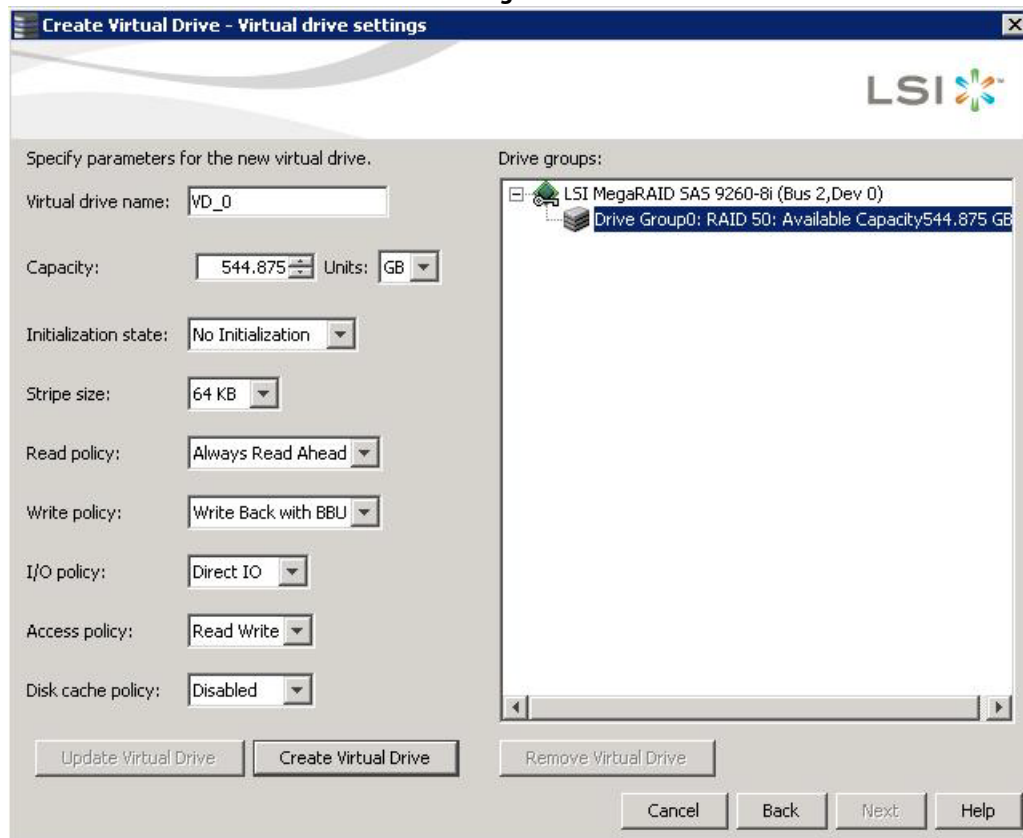 Create Virtual Drive - Virtual drive settings
LSI
Specify parameters for the new virtual drive.
Virtual drive name: VD_0
Capacity: 544.875 Units: GB
Initialization state: No Initialization
Stripe size: 64 KB
Read policy: Always Read Ahead
Write policy: Write Back with BBU
I/O policy: Direct IO
Access policy: Read Write
Disk cache policy: Disabled
Drive groups:
LSI MegaRAID SAS 9260-8i (Bus 2,Dev 0)
Drive Group0: RAID 50: Available Capacity544.875 GB
Update Virtual Drive Create Virtual Drive Remove Virtual Drive
Cancel Back Next Help